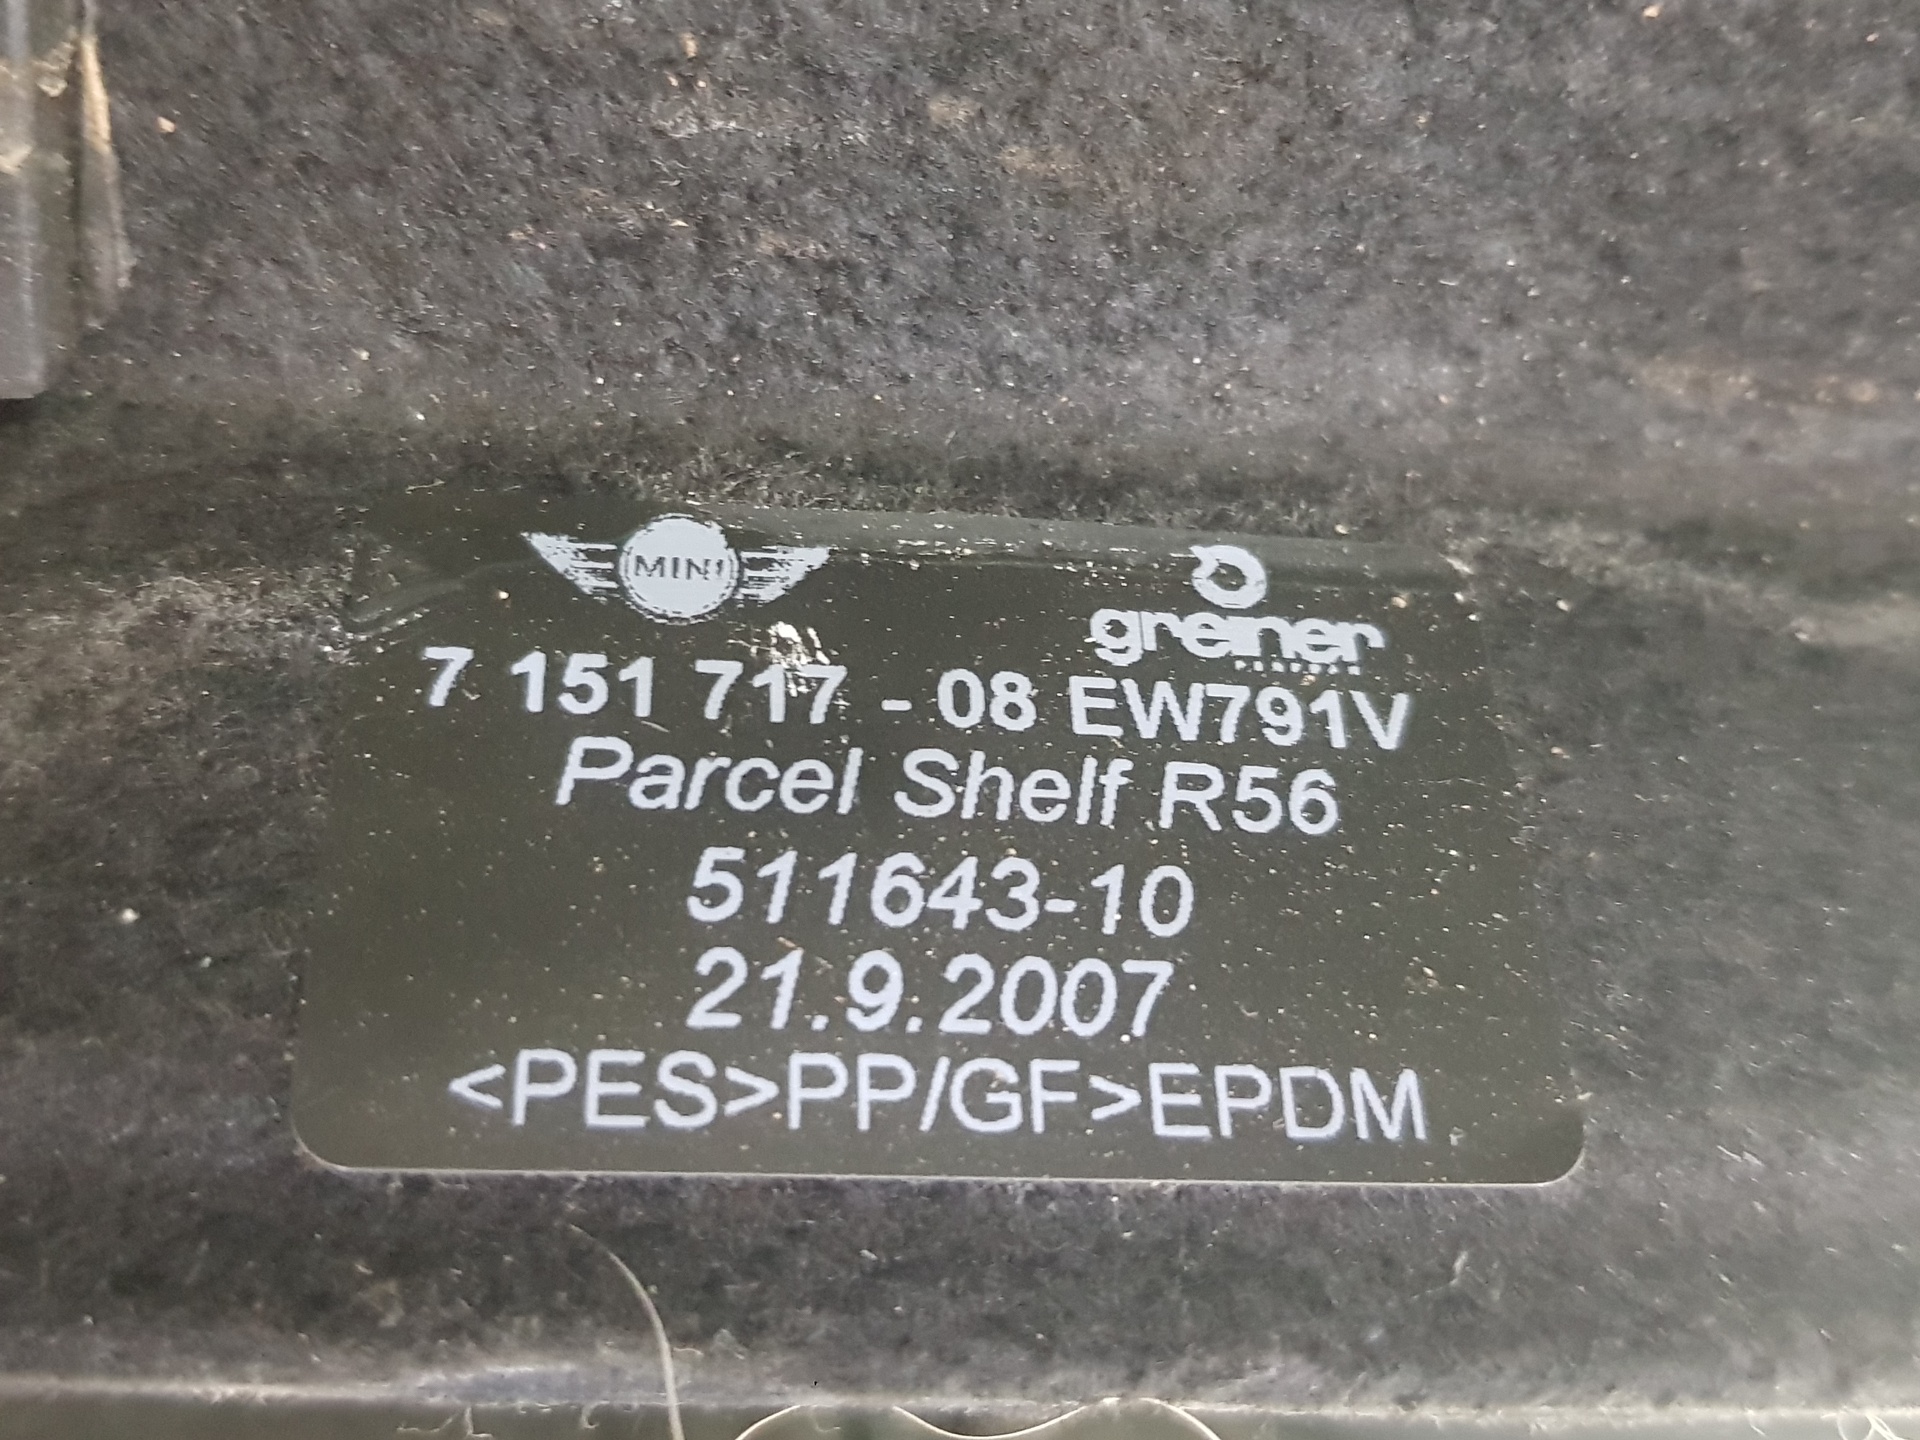 MINI
greiner
PERFOAM
7 151 717 - 08 EW791V
Parcel Shelf R56
511643-10
21.9.2007
<PES>PP/GF>EPDM